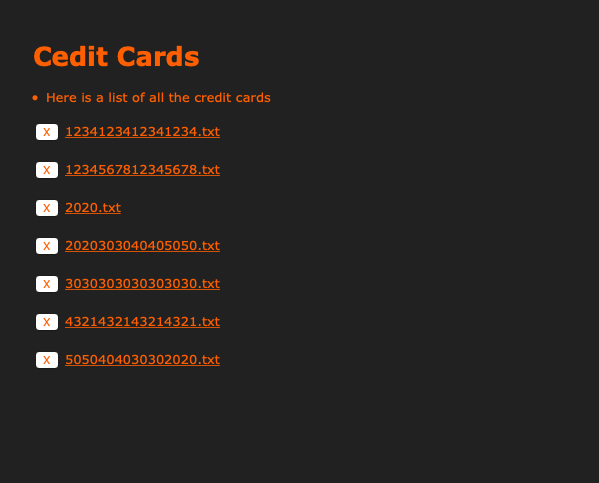 Cedit Cards
Here is a list of all the credit cards
X 1234123412341234.txt
X 1234567812345678.txt
X 2020.txt
X 2020303040405050.txt
X 3030303030303030.txt
X 4321432143214321.txt
X 5050404030302020.txt